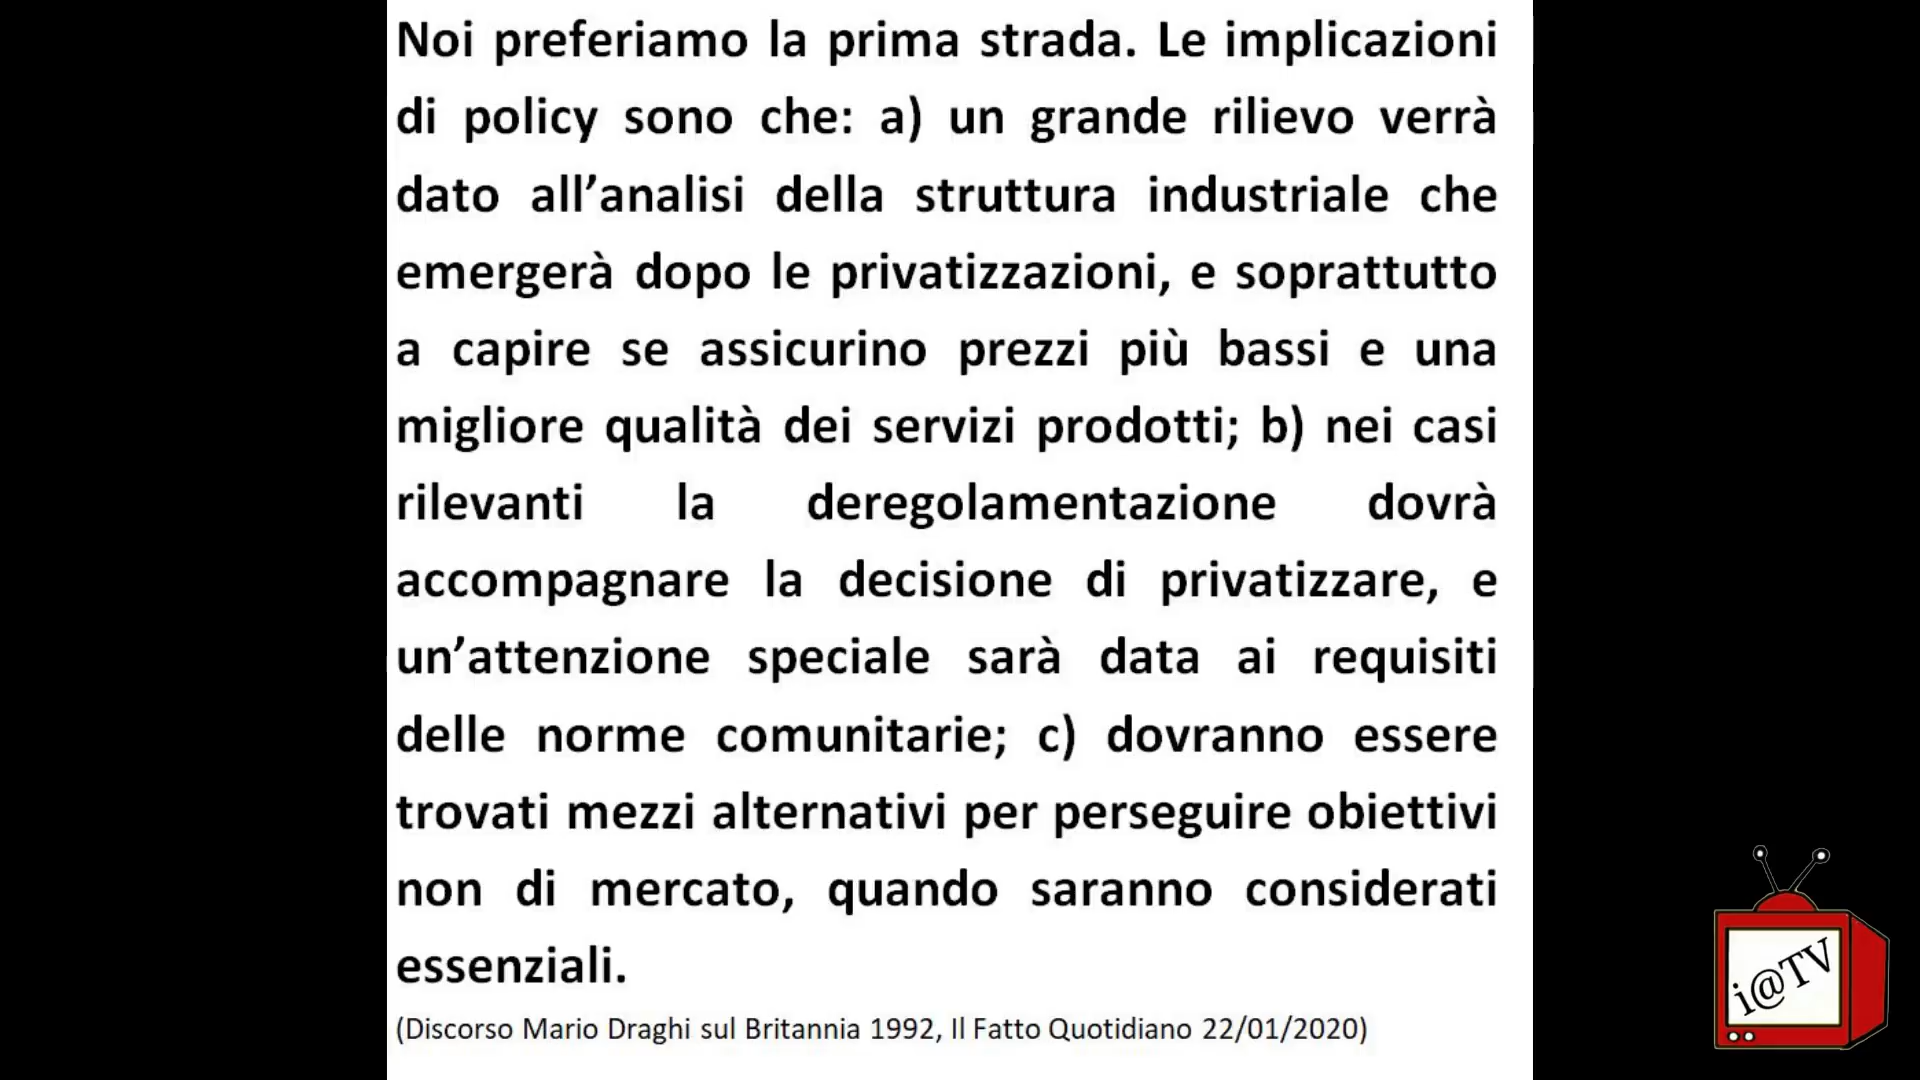 Noi preferiamo la prima strada. Le implicazioni
di policy sono che: a) un grande rilievo verrà
dato all’analisi della struttura industriale che
emergerà dopo le privatizzazioni, e soprattutto
a capire se assicurino prezzi più bassi e una
migliore qualità dei servizi prodotti; b) nei casi
rilevanti la deregolamentazione dovrà
accompagnare la decisione di privatizzare, e
un’attenzione speciale sarà data ai requisiti
delle norme comunitarie; c) dovranno essere
trovati mezzi alternativi per perseguire obiettivi
non di mercato, quando saranno considerati
essenziali.
(Discorso Mario Draghi sul Britannia 1992, Il Fatto Quotidiano 22/01/2020)
i@TV